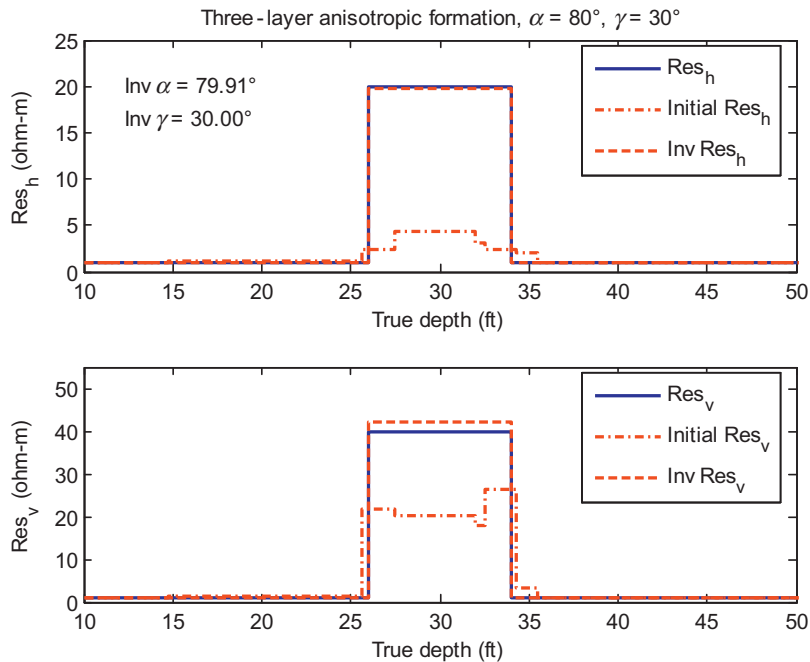 Three-layer anisotropic formation, α = 80°, γ = 30°
25
20
15
10
5
0
Res_h (ohm-m)
Inv α = 79.91°
Inv γ = 30.00°
Res_h
Initial Res_h
Inv Res_h
10 15 20 25 30 35 40 45 50
True depth (ft)
50
40
30
20
10
0
Res_v (ohm-m)
Res_v
Initial Res_v
Inv Res_v
10 15 20 25 30 35 40 45 50
True depth (ft)